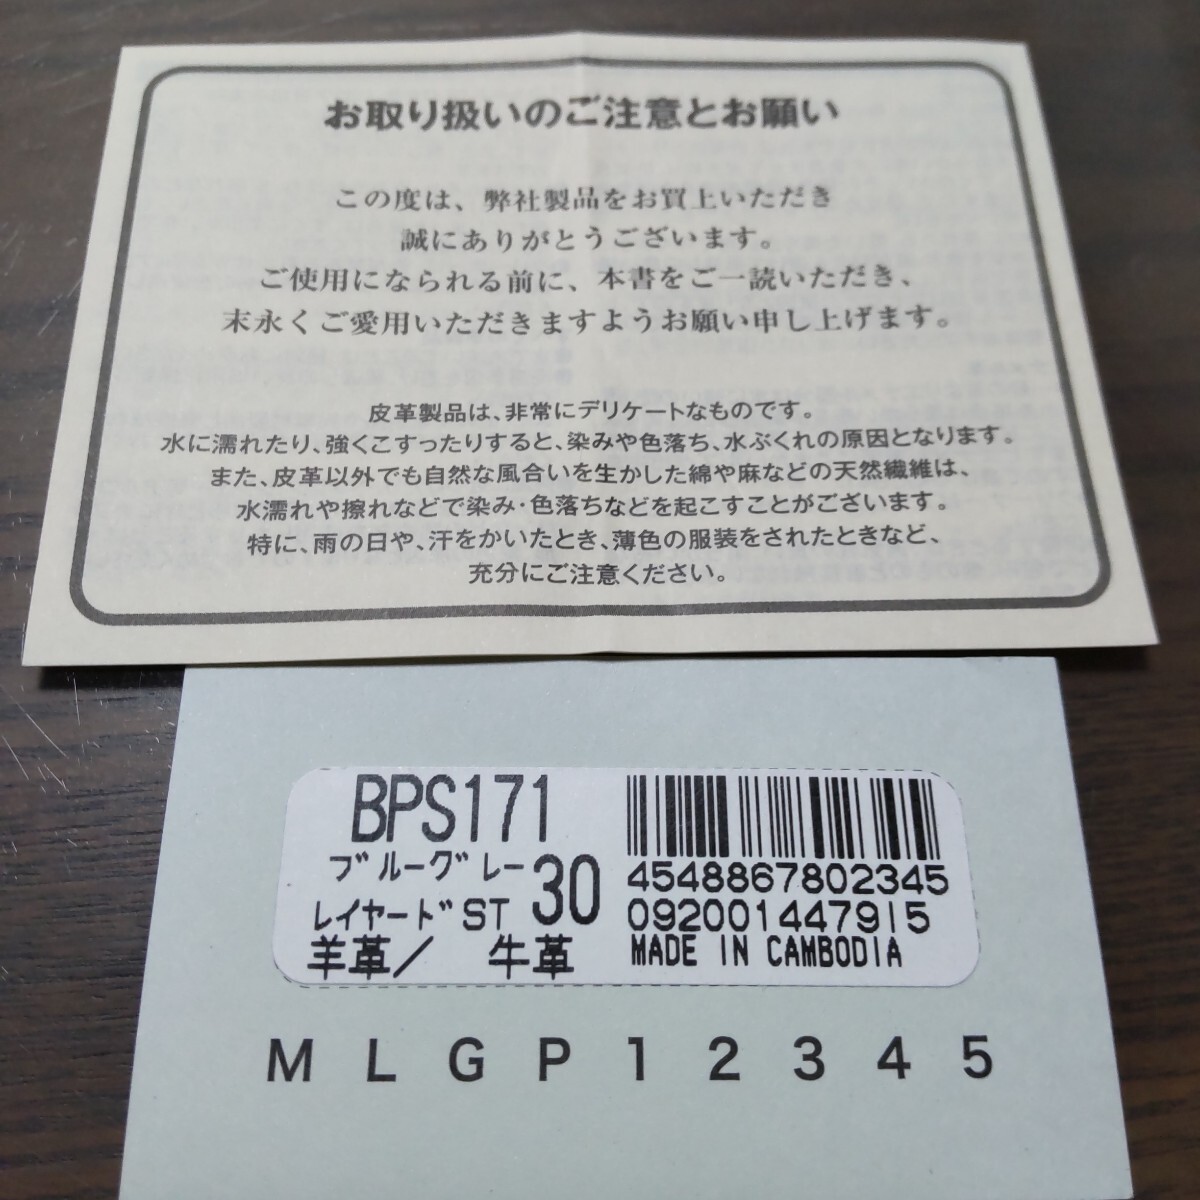 お取り扱いのご注意とお願い
この度は、弊社製品をお買上いただき
誠にありがとうございます。
ご使用になられる前に、本書をご一読いただき、
末永くご愛用いただきますようお願い申し上げます。
皮革製品は、非常にデリケートなものです。
水に濡れたり、強くこすったりすると、染みや色落ち、水ぶくれの原因となります。
また、皮革以外でも自然な風合いを生かした綿や麻などの天然繊維は、
水濡れや擦れなどで染み・色落ちなどを起こすことがございます。
特に、雨の日や、汗をかいたとき、薄色の服装をされたときなど、
充分にご注意ください。
BPS171
ブルーグレー 30
レイヤードST
羊革/ 牛革
4548867802345
092001447915
MADE IN CAMBODIA
M L G P 1 2 3 4 5